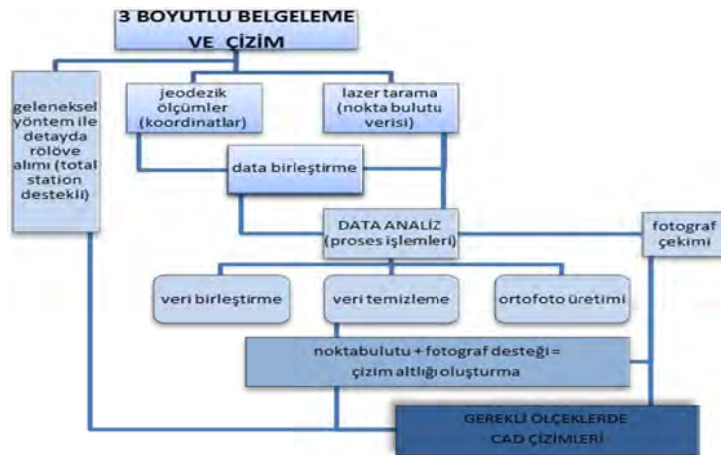 3 BOYUTLU BELGELEME
VE ÇİZİM
geleneksel
yöntem ile
detayda
rölöve
alımı (total
station
destekli)
jeodezik
ölçümler
(koordinatlar)
lazer tarama
(nokta bulutu
verisi)
data birleştirme
DATA ANALİZ
(proses işlemleri)
fotograf
çekimi
veri birleştirme
veri temizleme
ortofoto üretimi
noktabulutu + fotograf desteği =
çizim altlığı oluşturma
GEREKLİ ÖLÇEKLERDE
CAD ÇİZİMLERİ